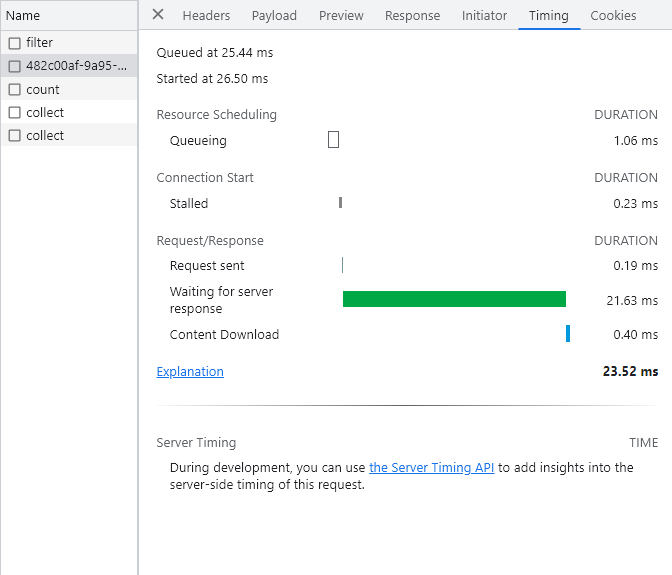 Name
Headers Payload Preview Response Initiator Timing Cookies
filter
482c00af-9a95-...
count
collect
collect
Queued at 25.44 ms
Started at 26.50 ms
Resource Scheduling DURATION
Queueing 1.06 ms
Connection Start DURATION
Stalled 0.23 ms
Request/Response DURATION
Request sent 0.19 ms
Waiting for server
response 21.63 ms
Content Download 0.40 ms
Explanation 23.52 ms
Server Timing TIME
During development, you can use the Server Timing API to add insights into the
server-side timing of this request.